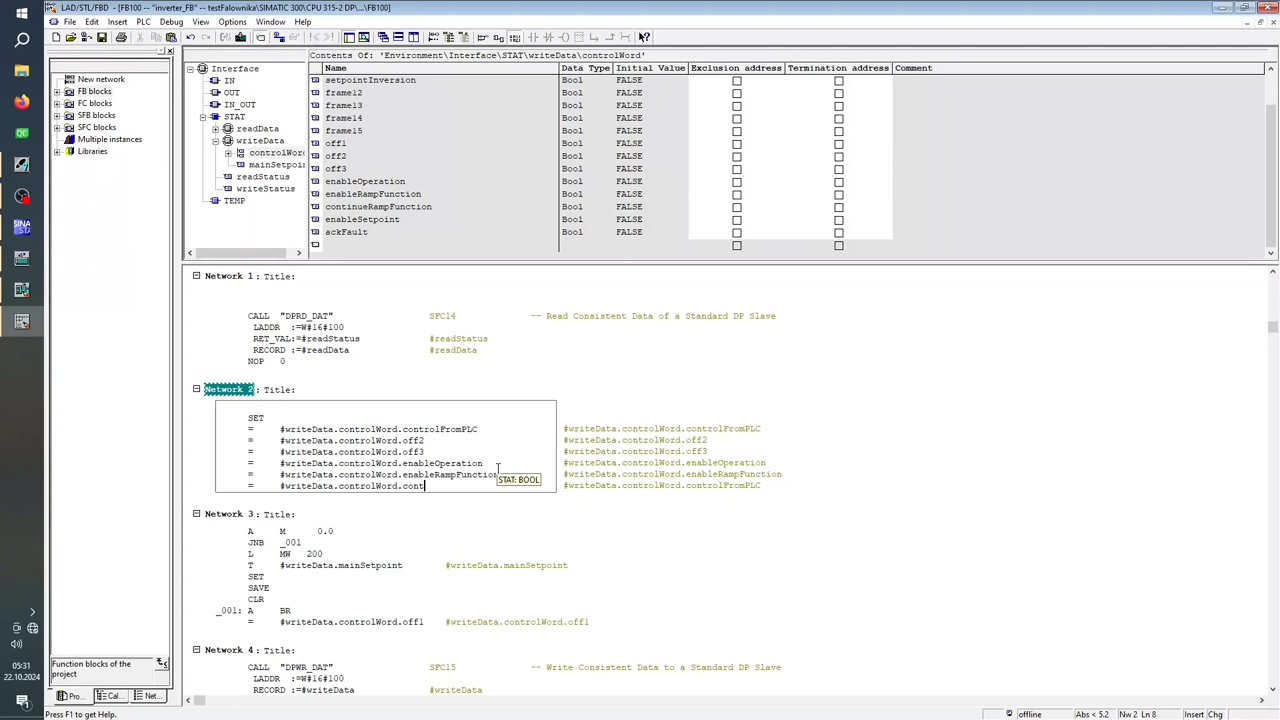 LAD/STL/FBD - [FB100 -- "inverter_FB" -- testFalownika\SIMATIC 300\CPU 315-2 DP\...\FB100]
File Edit Insert PLC Debug View Options Window Help
New network
FB blocks
FC blocks
SFB blocks
SFC blocks
Multiple instances
Libraries
Function blocks of the
project
Pro... Cal... Net...
Interface
IN
OUT
IN_OUT
STAT
readData
writeData
controlWord
mainSetpoin
readStatus
writeStatus
TEMP
Contents Of: 'Environment\Interface\STAT\writeData\controlWord'
Name Data Type Initial Value Exclusion address Termination address Comment
setpointInversion Bool FALSE
frame12 Bool FALSE
frame13 Bool FALSE
frame14 Bool FALSE
frame15 Bool FALSE
off1 Bool FALSE
off2 Bool FALSE
off3 Bool FALSE
enableOperation Bool FALSE
enableRampFunction Bool FALSE
continueRampFunction Bool FALSE
enableSetpoint Bool FALSE
ackFault Bool FALSE
Network 1 : Title:
CALL "DPRD_DAT" SFC14 -- Read Consistent Data of a Standard DP Slave
LADDR :=W#16#100
RET_VAL:=#readStatus #readStatus
RECORD :=#readData #readData
NOP 0
Network 2 : Title:
SET
= #writeData.controlWord.controlFromPLC #writeData.controlWord.controlFromPLC
= #writeData.controlWord.off2 #writeData.controlWord.off2
= #writeData.controlWord.off3 #writeData.controlWord.off3
= #writeData.controlWord.enableOperation #writeData.controlWord.enableOperation
= #writeData.controlWord.enableRampFunction #writeData.controlWord.enableRampFunction
STAT: BOOL
= #writeData.controlWord.cont #writeData.controlWord.controlFromPLC
Network 3 : Title:
A M 0.0
JNB _001
L MW 200
T #writeData.mainSetpoint #writeData.mainSetpoint
SET
SAVE
CLR
_001: A BR
= #writeData.controlWord.off1 #writeData.controlWord.off1
Network 4 : Title:
CALL "DPWR_DAT" SFC15 -- Write Consistent Data to a Standard DP Slave
LADDR :=W#16#100
RECORD :=#writeData #writeData
05:31
22.10.2024
Press F1 to get Help. offline Abs < 5.2 Nw 2 Ln 8 Insert Chg